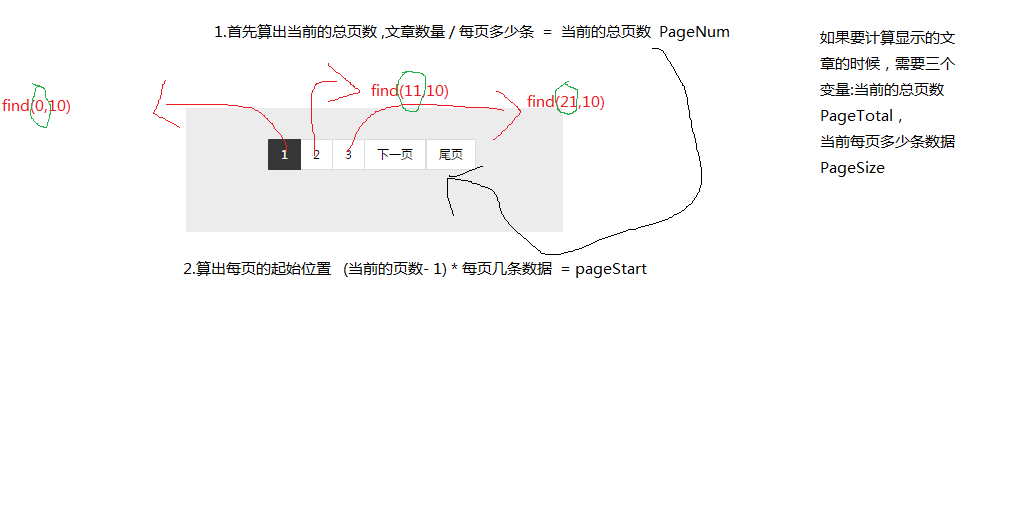 1.首先算出当前的总页数 ,文章数量 / 每页多少条 = 当前的总页数 PageNum
如果要计算显示的文
章的时候，需要三个
变量:当前的总页数
PageTotal，
当前每页多少条数据
PageSize
find(0,10)
find(11,10)
find(21,10)
1 2 3 下一页 尾页
2.算出每页的起始位置 (当前的页数- 1) * 每页几条数据 = pageStart